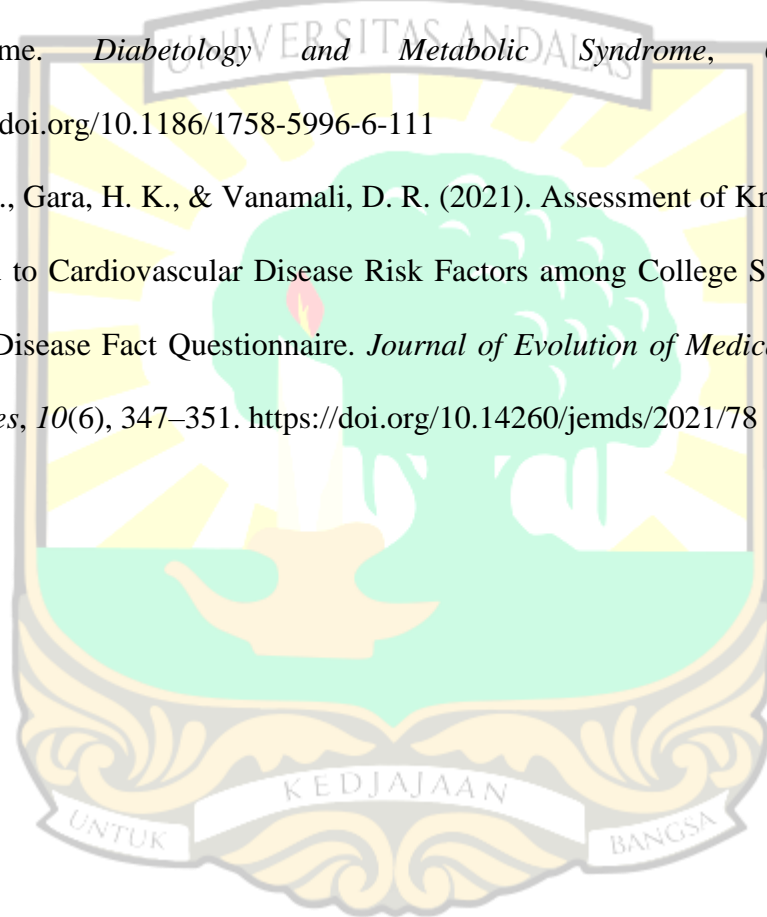 UNIVERSITAS ANDALAS
me. Diabetology and Metabolic Syndrome,
doi.org/10.1186/1758-5996-6-111
., Gara, H. K., & Vanamali, D. R. (2021). Assessment of Kn
to Cardiovascular Disease Risk Factors among College S
Disease Fact Questionnaire. Journal of Evolution of Medic
es, 10(6), 347–351. https://doi.org/10.14260/jemds/2021/78
UNTUK KEDJAJAAN BANGSA